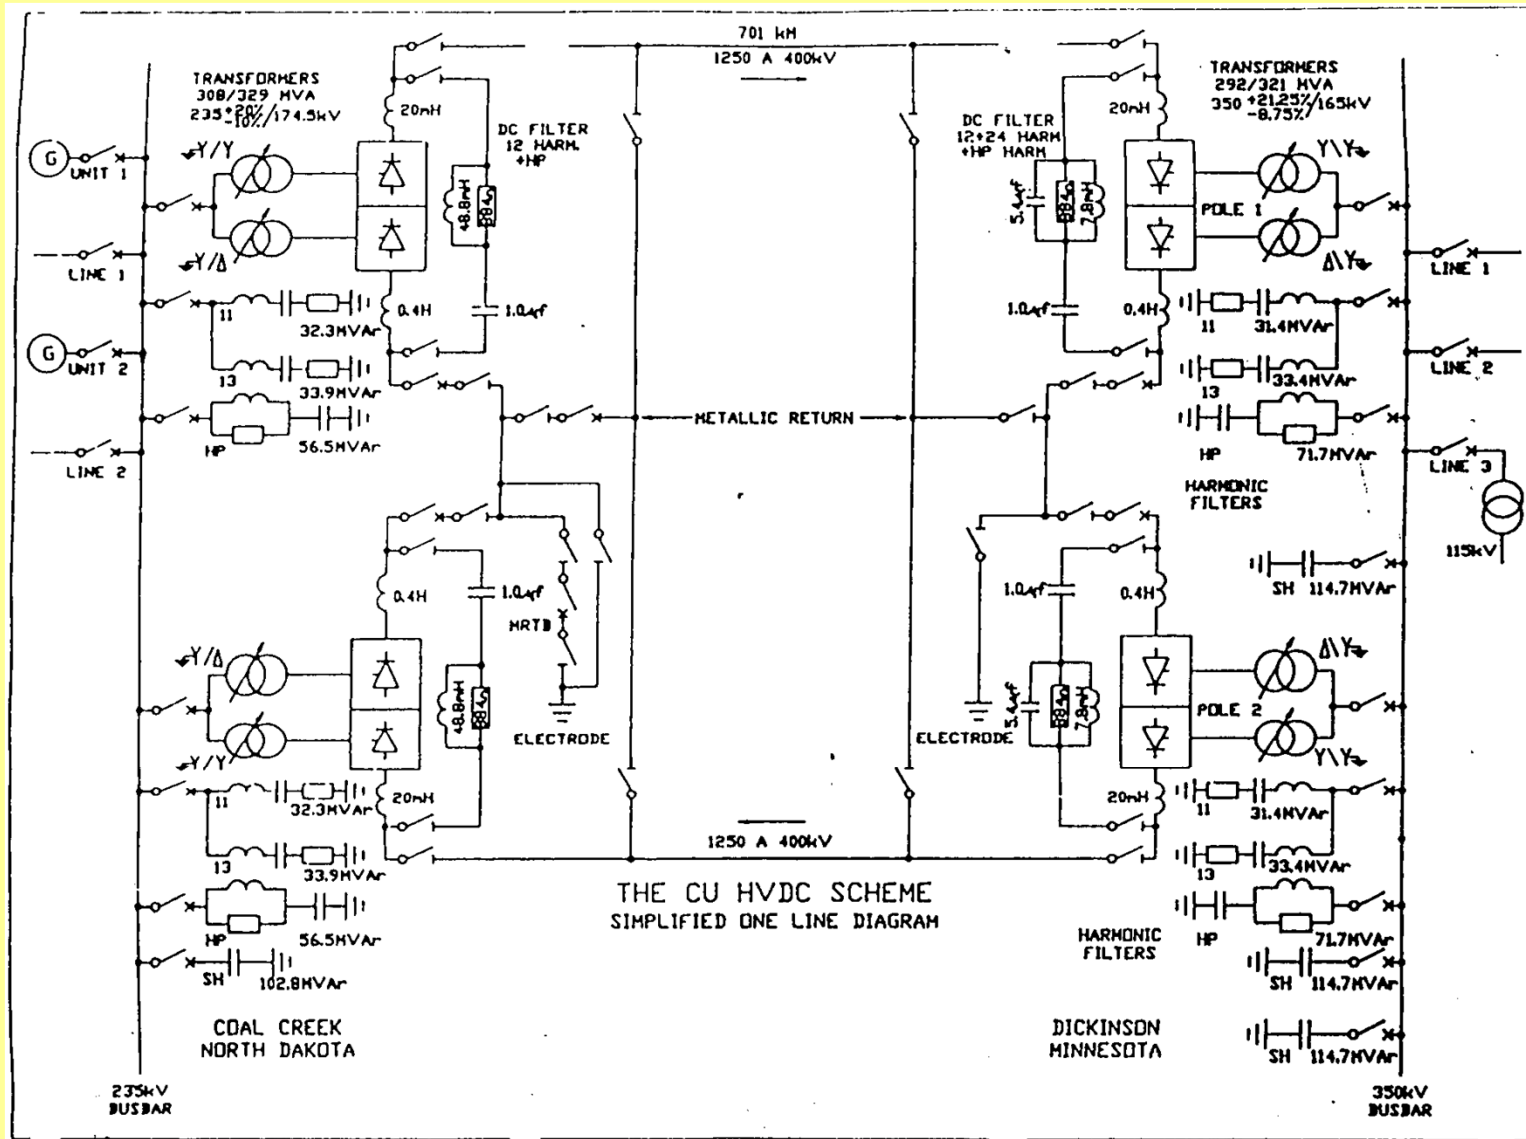 701 kM
1250 A 400kV
TRANSFORMERS
308/329 MVA
235 +20% -10% /174.5kV
20mH
DC FILTER
12 HARM.
+HP
DC FILTER
12+24 HARM
+HP HARM
20mH
TRANSFORMERS
292/321 MVA
350 +21.25% -8.75% /165kV
G
UNIT 1
Y/Y
48.8mH
884Ω
5.4µf
884Ω
7.8mH
POLE 1
Y\Y
LINE 1
Y/Δ
Δ\Y
LINE 1
11
32.3MVAr
0.4H
1.0µf
1.0µf
0.4H
11
31.4MVAr
G
UNIT 2
13
33.9MVAr
13
33.4MVAr
LINE 2
METALLIC RETURN
HP
56.5MVAr
HP
71.7MVAr
LINE 2
LINE 3
HARMONIC
FILTERS
115kV
0.4H
1.0µf
MRTB
1.0µf
0.4H
SH
114.7MVAr
Y/Δ
48.8mH
884Ω
ELECTRODE
ELECTRODE
5.4µf
884Ω
7.8mH
POLE 2
Δ\Y
Y/Y
Y\Y
11
32.3MVAr
20mH
1250 A 400kV
20mH
11
31.4MVAr
13
33.9MVAr
13
33.4MVAr
THE CU HVDC SCHEME
SIMPLIFIED ONE LINE DIAGRAM
HP
56.5MVAr
HARMONIC
FILTERS
HP
71.7MVAr
SH
102.8MVAr
SH
114.7MVAr
COAL CREEK
NORTH DAKOTA
DICKINSON
MINNESOTA
SH
114.7MVAr
235kV
BUSBAR
350kV
BUSBAR